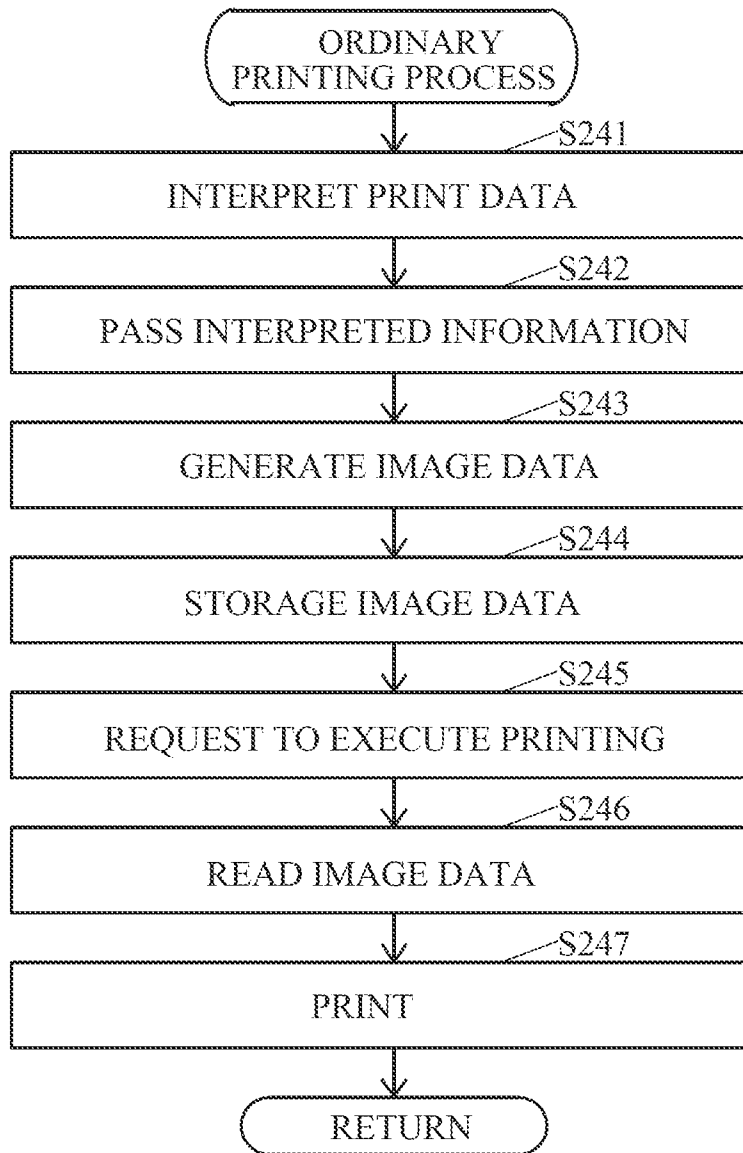 ORDINARY
PRINTING PROCESS
S241
INTERPRET PRINT DATA
S242
PASS INTERPRETED INFORMATION
S243
GENERATE IMAGE DATA
S244
STORAGE IMAGE DATA
S245
REQUEST TO EXECUTE PRINTING
S246
READ IMAGE DATA
S247
PRINT
RETURN